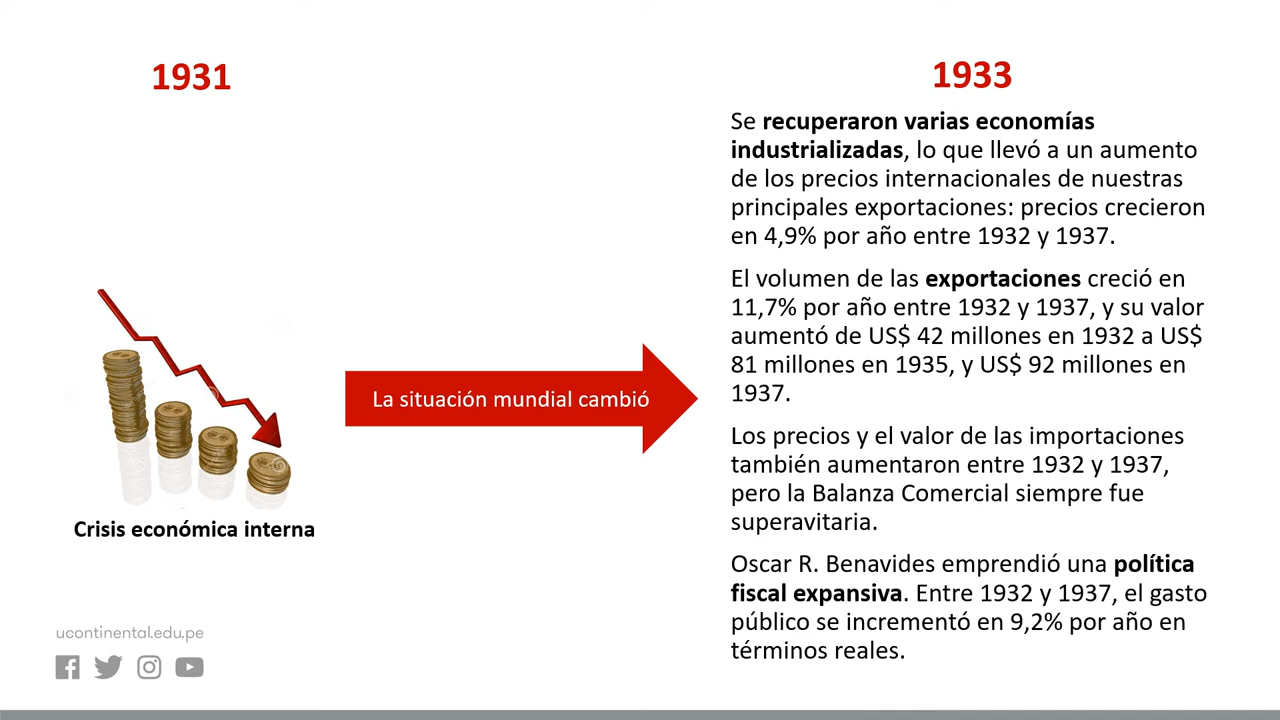 1931
Crisis económica interna
La situación mundial cambió
1933
Se recuperaron varias economías
industrializadas, lo que llevó a un aumento
de los precios internacionales de nuestras
principales exportaciones: precios crecieron
en 4,9% por año entre 1932 y 1937.
El volumen de las exportaciones creció en
11,7% por año entre 1932 y 1937, y su valor
aumentó de US$ 42 millones en 1932 a US$
81 millones en 1935, y US$ 92 millones en
1937.
Los precios y el valor de las importaciones
también aumentaron entre 1932 y 1937,
pero la Balanza Comercial siempre fue
superavitaria.
Oscar R. Benavides emprendió una política
fiscal expansiva. Entre 1932 y 1937, el gasto
público se incrementó en 9,2% por año en
términos reales.
ucontinental.edu.pe